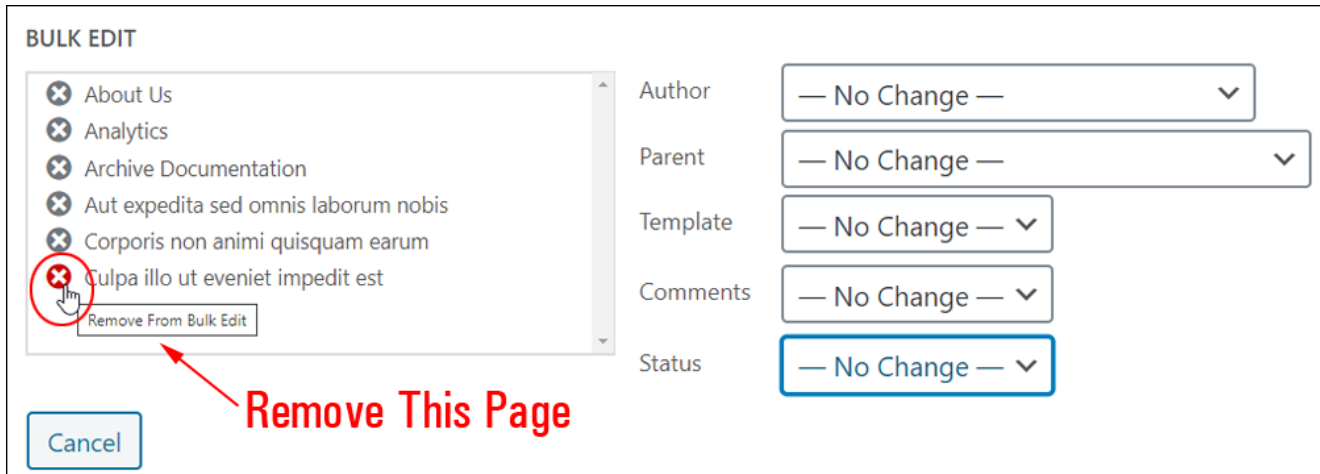 BULK EDIT
About Us
Analytics
Archive Documentation
Aut expedita sed omnis laborum nobis
Corporis non animi quisquam earum
Culpa illo ut eveniet impedit est
Remove From Bulk Edit
Remove This Page
Cancel
Author — No Change —
Parent — No Change —
Template — No Change —
Comments — No Change —
Status — No Change —